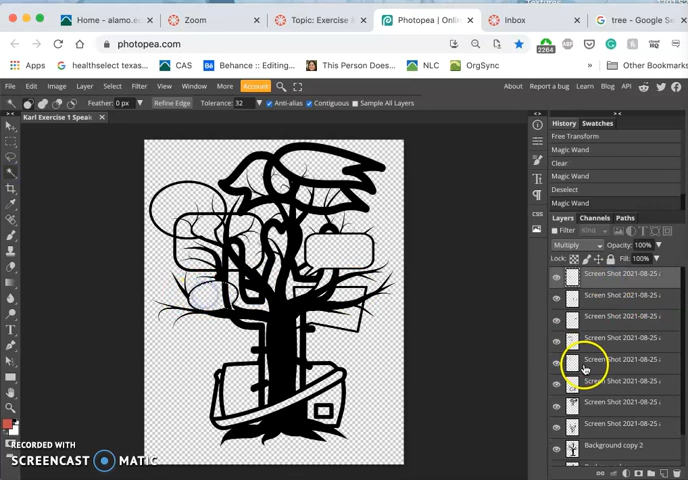 Home - alamo.e
Zoom
Topic: Exercise #
Photopea | Onlin
Inbox
tree - Google Se
photopea.com
2264
Apps
healthselect texas...
CAS
Behance :: Editing...
This Person Does...
NLC
OrgSync
Other Bookmarks
File Edit Image Layer Select Filter View Window More Account
About Report a bug Learn Blog API
Feather: 0 px Refine Edge Tolerance: 32 Anti-alias Contiguous Sample All Layers
Karl Exercise 1 Speak
History Swatches
Free Transform
Magic Wand
Clear
Magic Wand
Deselect
Magic Wand
Layers Channels Paths
Filter Kind
Multiply Opacity: 100%
Lock: Fill: 100%
CSS
Screen Shot 2021-08-25
Screen Shot 2021-08-25
Screen Shot 2021-08-25
Screen Shot 2021-08-25
Screen Shot 2021-08-25
Screen Shot 2021-08-25
Screen Shot 2021-08-25
Screen Shot 2021-08-25
Background copy 2
RECORDED WITH
SCREENCAST MATIC